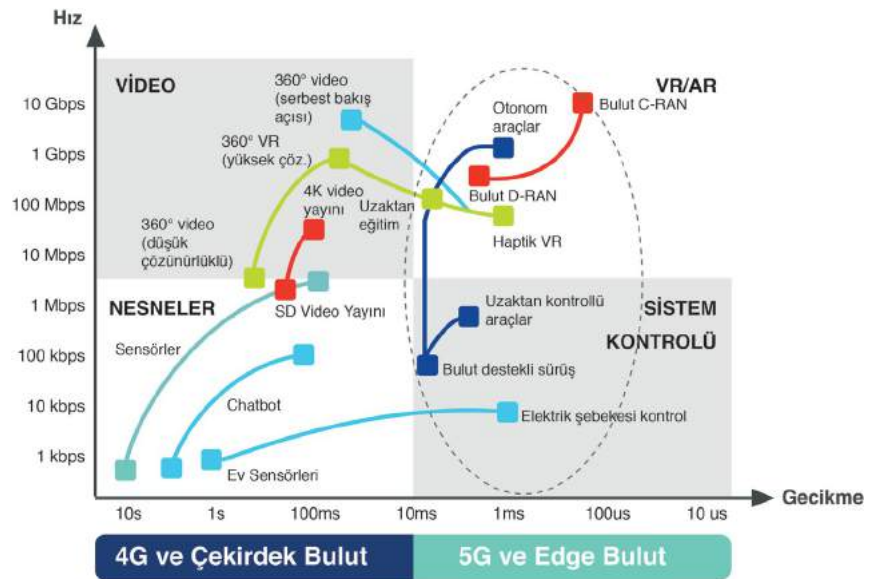 Hız
VİDEO
360° video
(serbest bakış
açısı)
VR/AR
10 Gbps
Otonom
araçlar
Bulut C-RAN
360° VR
(yüksek çöz.)
1 Gbps
4K video
yayını
Uzaktan
eğitim
Bulut D-RAN
100 Mbps
360° video
(düşük
çözünürlüklü)
Haptik VR
10 Mbps
1 Mbps
NESNELER
SD Video Yayını
Uzaktan kontrollü
araçlar
SİSTEM
KONTROLÜ
Sensörler
100 kbps
Bulut destekli sürüş
Chatbot
10 kbps
Elektrik şebekesi kontrol
1 kbps
Ev Sensörleri
Gecikme
10s
1s
100ms
10ms
1ms
100us
10 us
4G ve Çekirdek Bulut
5G ve Edge Bulut